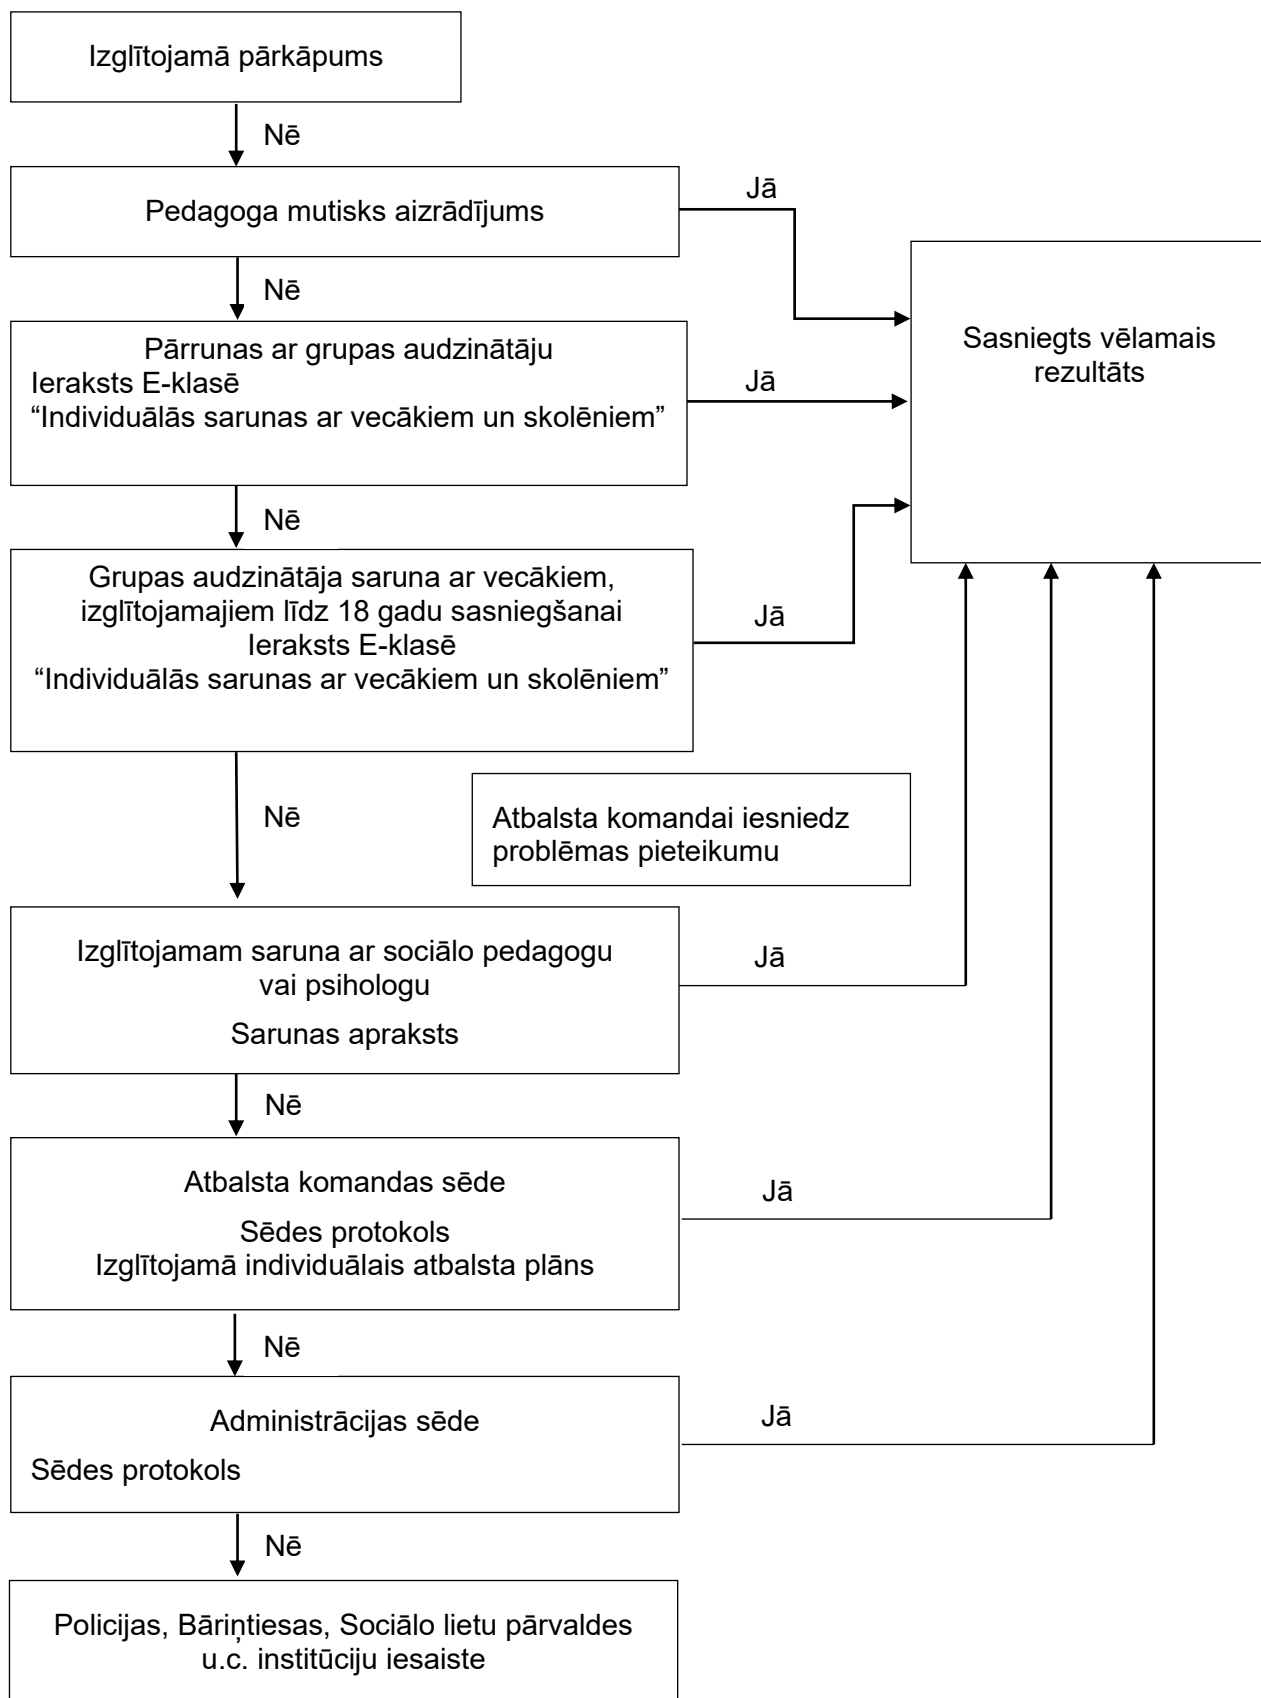 Izglītojamā pārkāpums
Nē
Pedagoga mutisks aizrādījums
Jā
Nē
Sasniegts vēlamais
rezultāts
Pārrunas ar grupas audzinātāju
Ieraksts E-klasē
“Individuālās sarunas ar vecākiem un skolēniem”
Jā
Nē
Grupas audzinātāja saruna ar vecākiem,
izglītojamajiem līdz 18 gadu sasniegšanai
Ieraksts E-klasē
“Individuālās sarunas ar vecākiem un skolēniem”
Jā
Nē
Atbalsta komandai iesniedz
problēmas pieteikumu
Izglītojamam saruna ar sociālo pedagogu
vai psihologu
Sarunas apraksts
Jā
Nē
Atbalsta komandas sēde
Sēdes protokols
Izglītojamā individuālais atbalsta plāns
Jā
Nē
Administrācijas sēde
Sēdes protokols
Jā
Nē
Policijas, Bāriņtiesas, Sociālo lietu pārvaldes
u.c. institūciju iesaiste